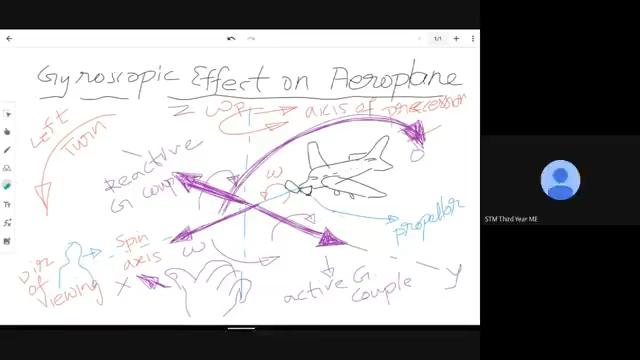 1/1
Gyroscopic Effect on Aeroplane
Z ωp → axis of precession
Left
Turn
Reactive
G couple
ω
O
propellor
STM Third Year ME
Spin
axis
ω
Dir
of
Viewing
X
active G.
couple
y